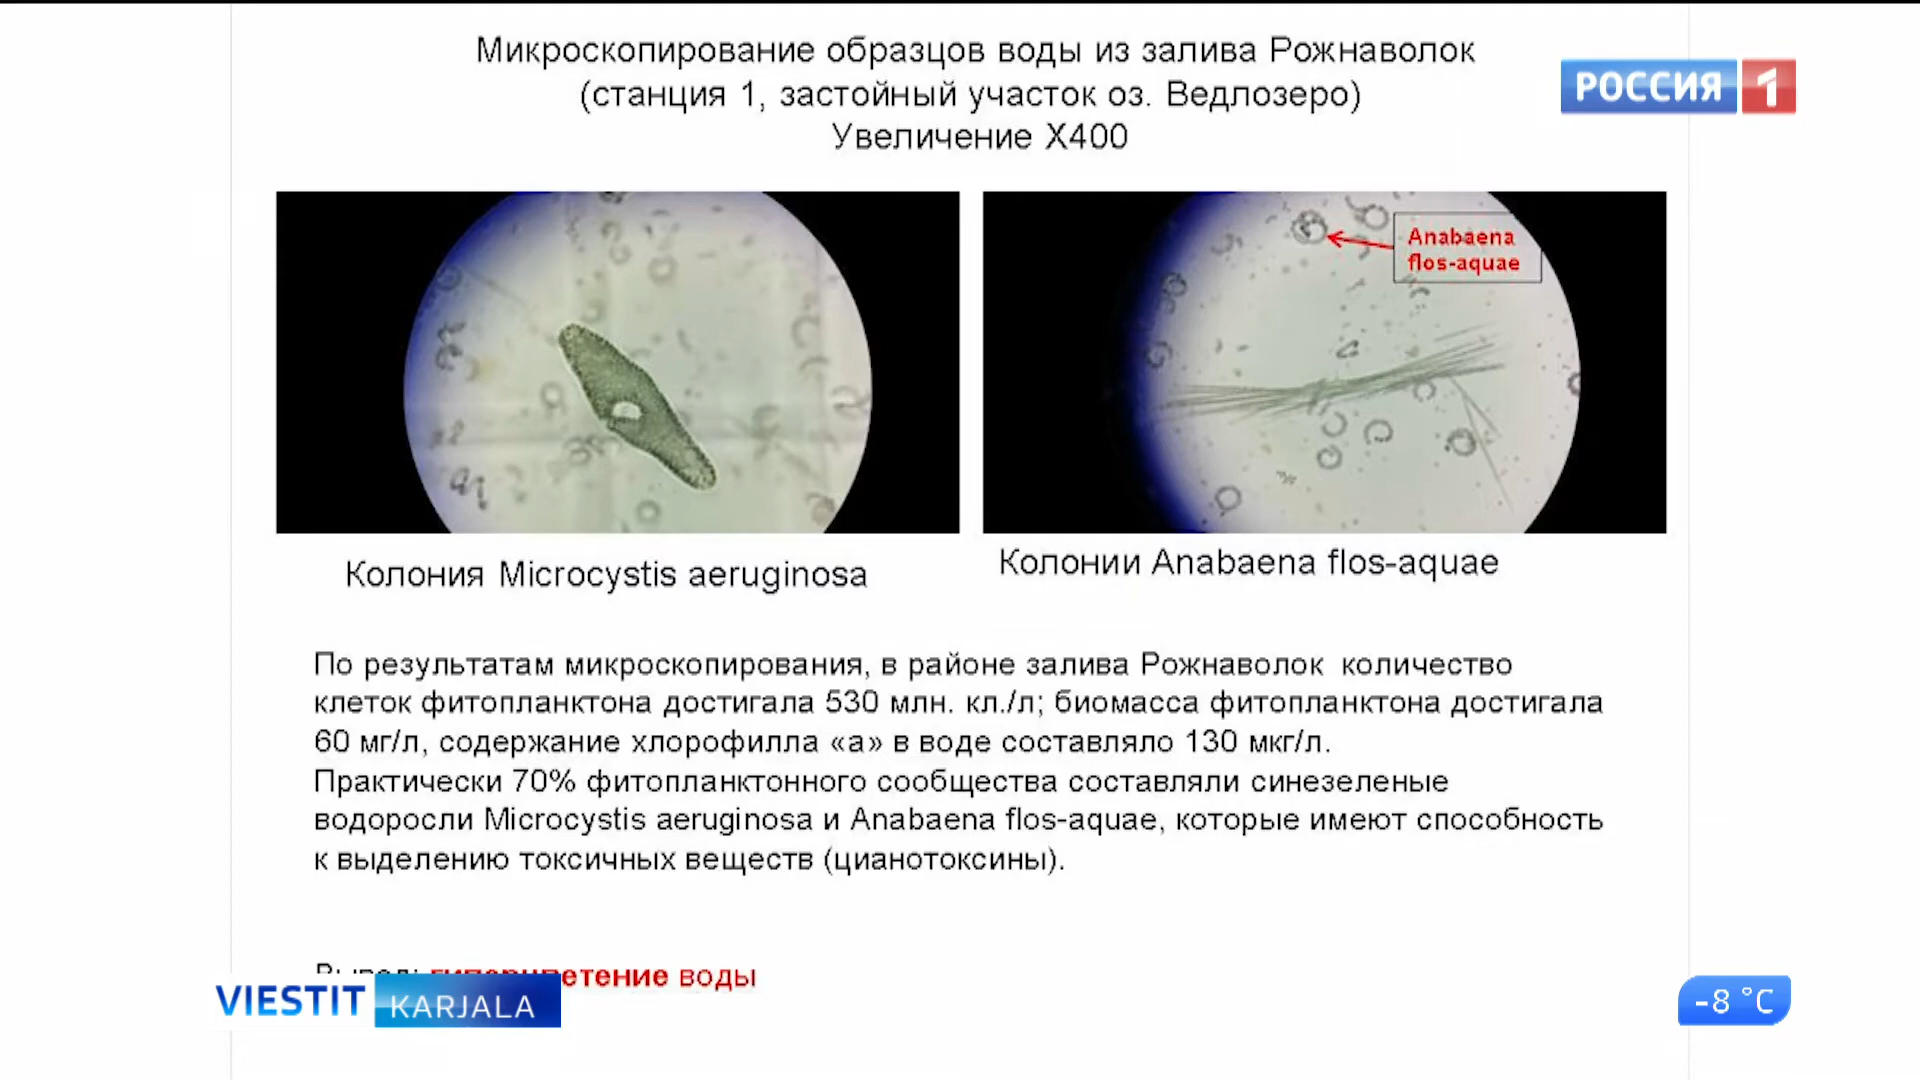 Микроскопирование образцов воды из залива Рожнаволок
(станция 1, застойный участок оз. Ведлозеро)
Увеличение X400
РОССИЯ 1
Anabaena
flos-aquae
Колония Microcystis aeruginosa
Колонии Anabaena flos-aquae
По результатам микроскопирования, в районе залива Рожнаволок количество
клеток фитопланктона достигала 530 млн. кл./л; биомасса фитопланктона достигала
60 мг/л, содержание хлорофилла «а» в воде составляло 130 мкг/л.
Практически 70% фитопланктонного сообщества составляли синезеленые
водоросли Microcystis aeruginosa и Anabaena flos-aquae, которые имеют способность
к выделению токсичных веществ (цианотоксины).
Вывод: гиперцветение воды
VIESTIT KARJALA
-8 °C